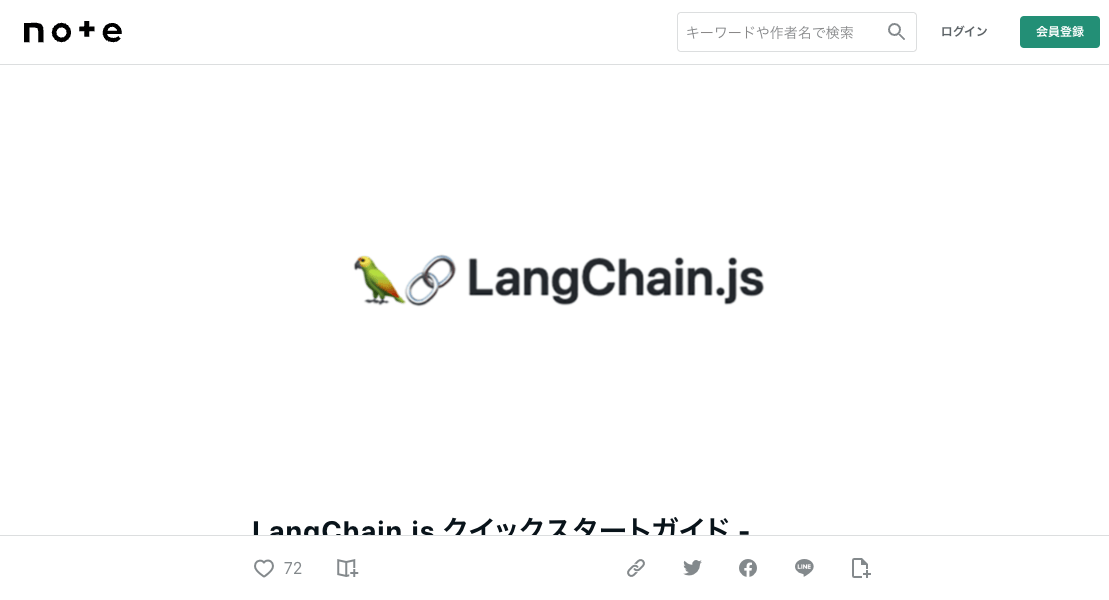 note
キーワードや作者名で検索
ログイン
会員登録
LangChain.js
LangChain.js クイックスタートガイド -
72
LINE